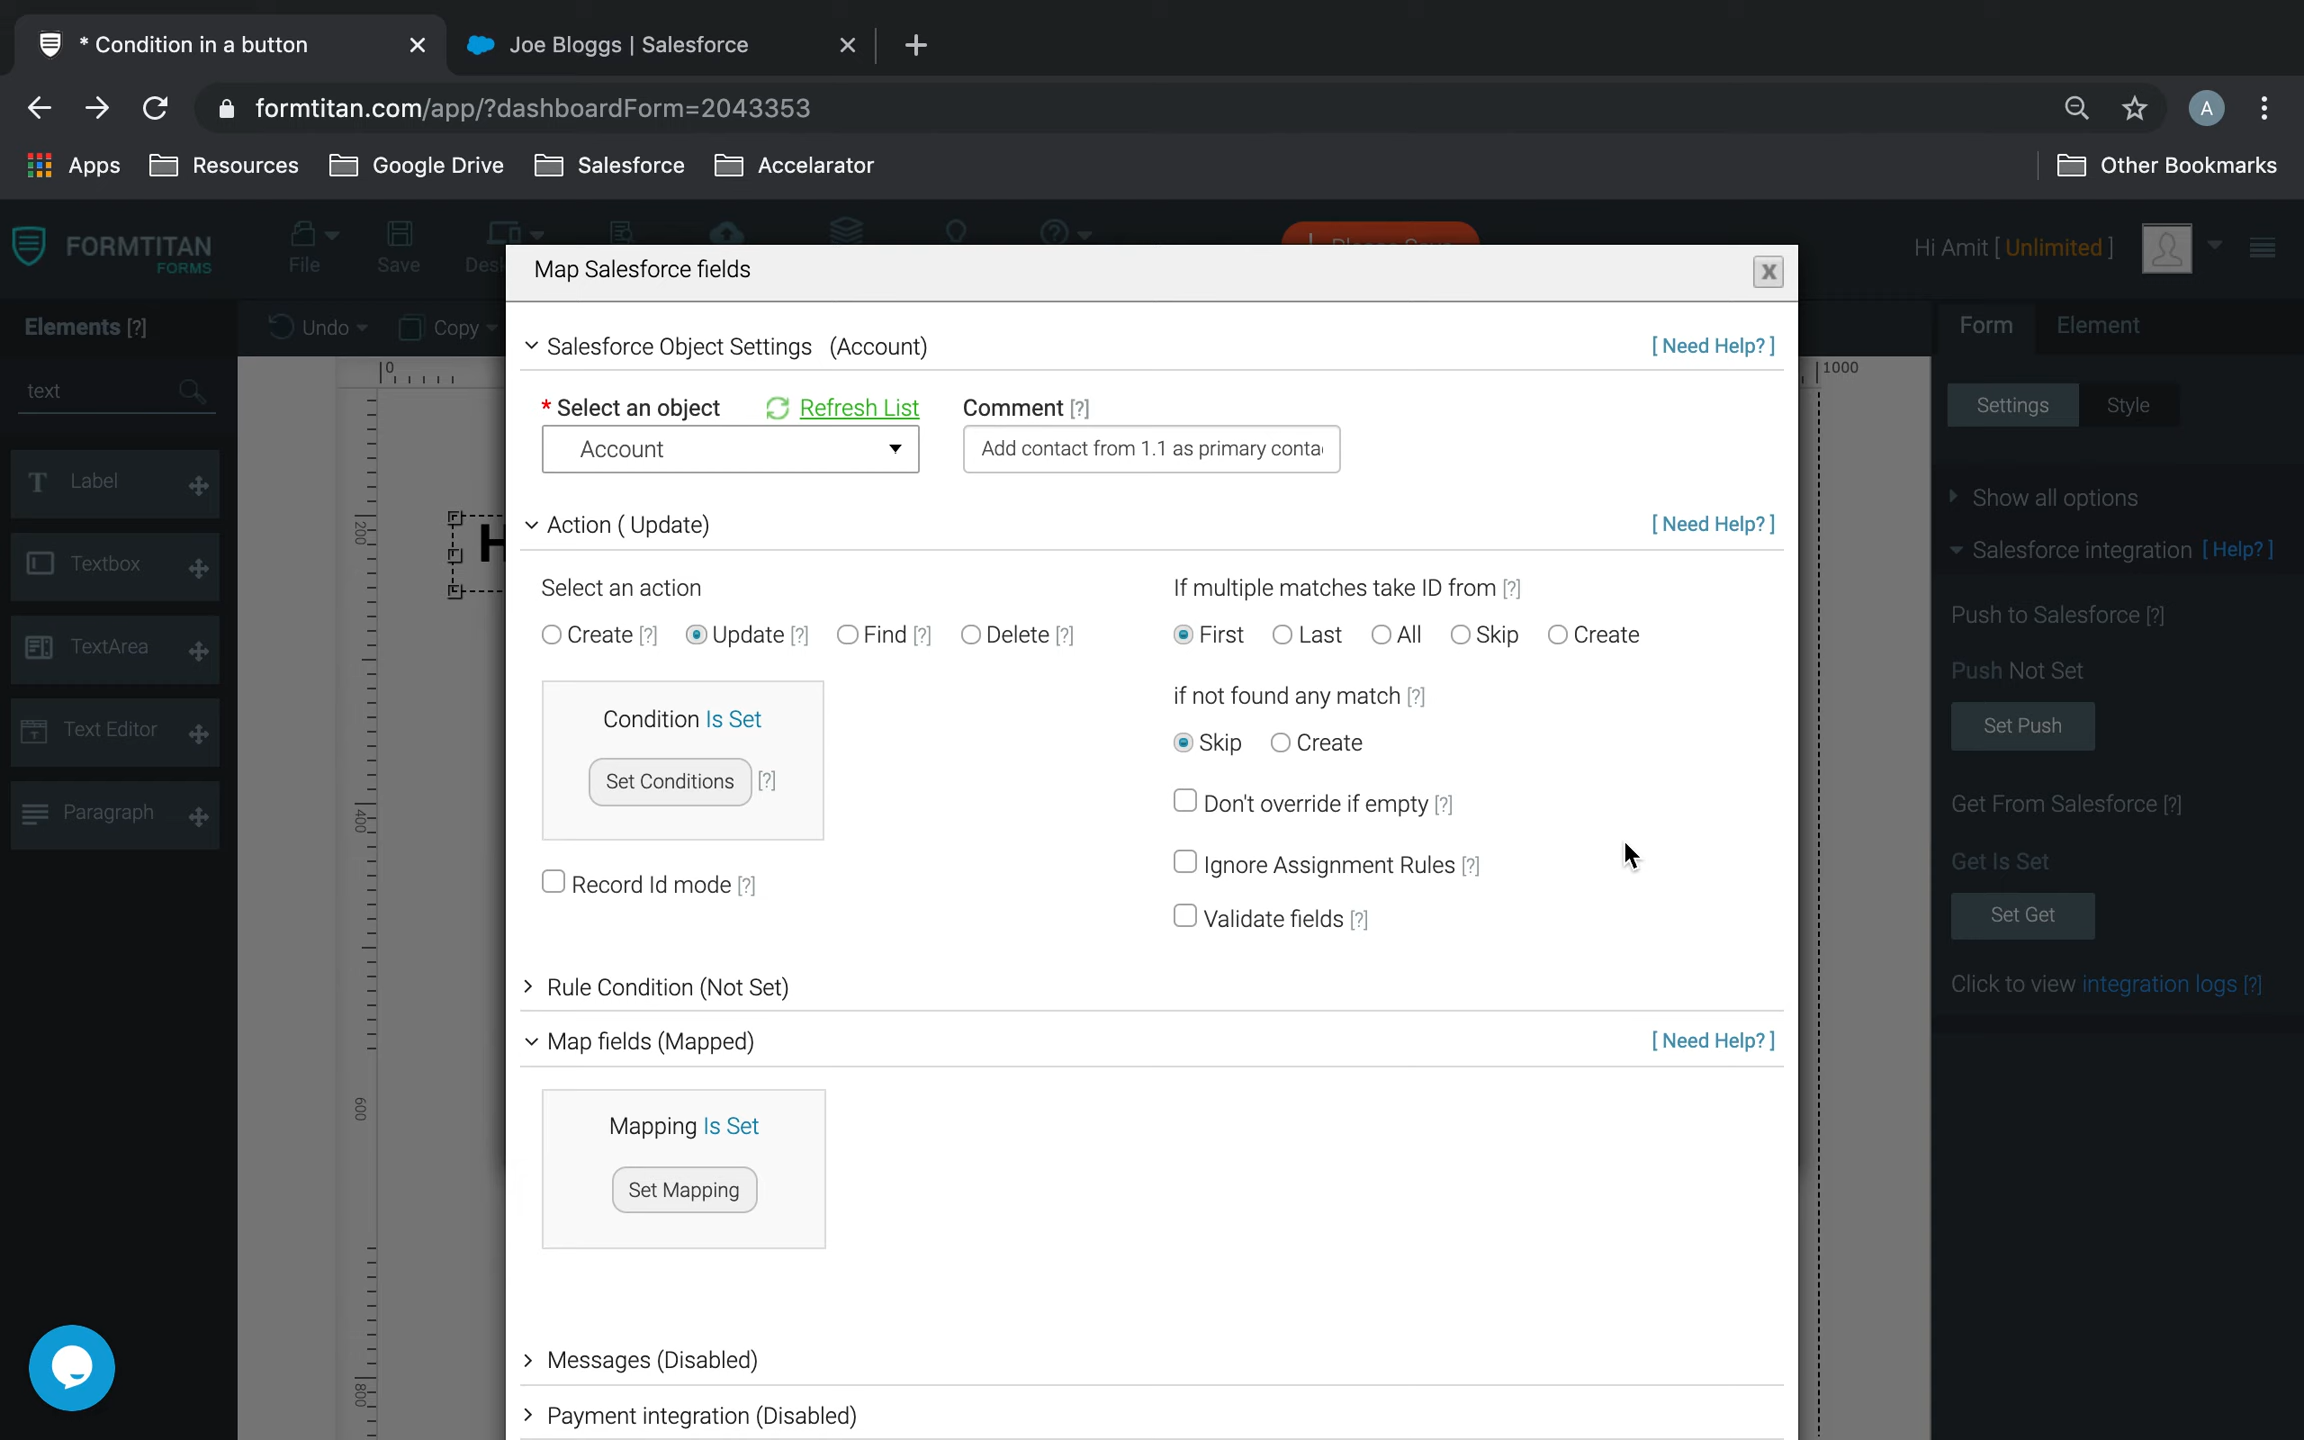 * Condition in a button
Joe Bloggs | Salesforce
formtitan.com/app/?dashboardForm=2043353
A
Apps
Resources
Google Drive
Salesforce
Accelarator
Other Bookmarks
FORMTITAN
FORMS
File
Save
Hi Amit [ Unlimited ]
Map Salesforce fields
X
Elements [?]
Undo
Copy
Form
Element
text
Salesforce Object Settings (Account)
[ Need Help? ]
0
1000
Settings
Style
* Select an object
Refresh List
Comment [?]
Account
Add contact from 1.1 as primary conta
Label
Textbox
TextArea
Text Editor
Paragraph
200
400
600
800
H
Action ( Update)
[ Need Help? ]
Select an action
Create [?]
Update [?]
Find [?]
Delete [?]
If multiple matches take ID from [?]
First
Last
All
Skip
Create
Condition Is Set
Set Conditions
[?]
if not found any match [?]
Skip
Create
Don't override if empty [?]
Record Id mode [?]
Ignore Assignment Rules [?]
Validate fields [?]
Rule Condition (Not Set)
Map fields (Mapped)
[ Need Help? ]
Mapping Is Set
Set Mapping
Messages (Disabled)
Payment integration (Disabled)
Show all options
Salesforce integration [ Help? ]
Push to Salesforce [?]
Push Not Set
Set Push
Get From Salesforce [?]
Get Is Set
Set Get
Click to view integration logs [?]